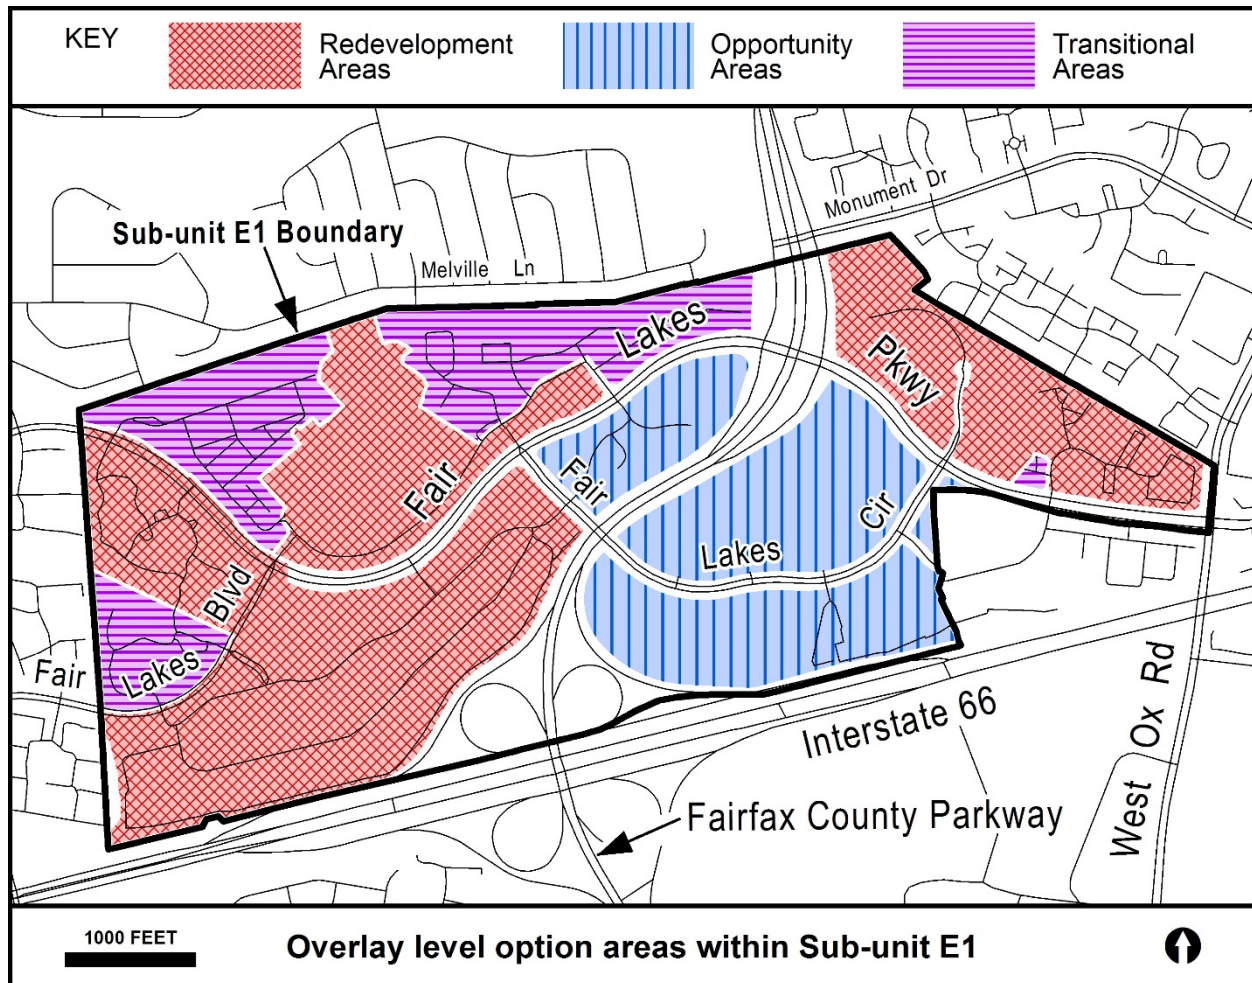 KEY
Redevelopment
Areas
Opportunity
Areas
Transitional
Areas
Monument Dr
Sub-unit E1 Boundary
Melville Ln
Lakes
Pkwy
Fair
Fair
Cir
Lakes
Blvd
Fair
Lakes
Interstate 66
West Ox Rd
Fairfax County Parkway
1000 FEET
Overlay level option areas within Sub-unit E1